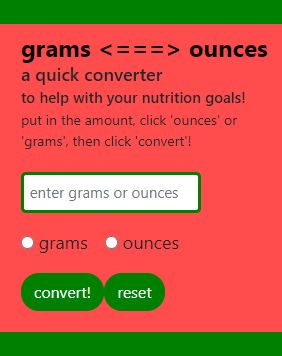 grams <===> ounces
a quick converter
to help with your nutrition goals!
put in the amount, click 'ounces' or
'grams', then click 'convert'!
enter grams or ounces
grams ounces
convert! reset